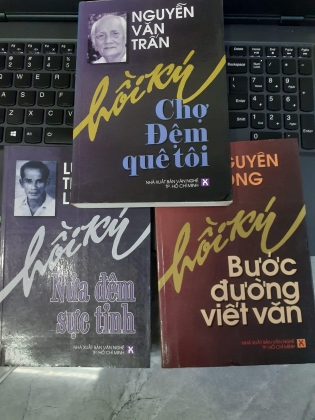 NGUYỄN
VĂN
TRẤN
hồi ký
Chợ
Đệm
quê tôi
NHÀ XUẤT BẢN VĂN NGHỆ
TP. HỒ CHÍ MINH
hồi ký
Nửa đêm
sực tỉnh
NHÀ XUẤT BẢN VĂN NGHỆ
TP. HỒ CHÍ MINH
hồi ký
Bước
đường
viết văn
NHÀ XUẤT BẢN VĂN NGHỆ
TP. HỒ CHÍ MINH